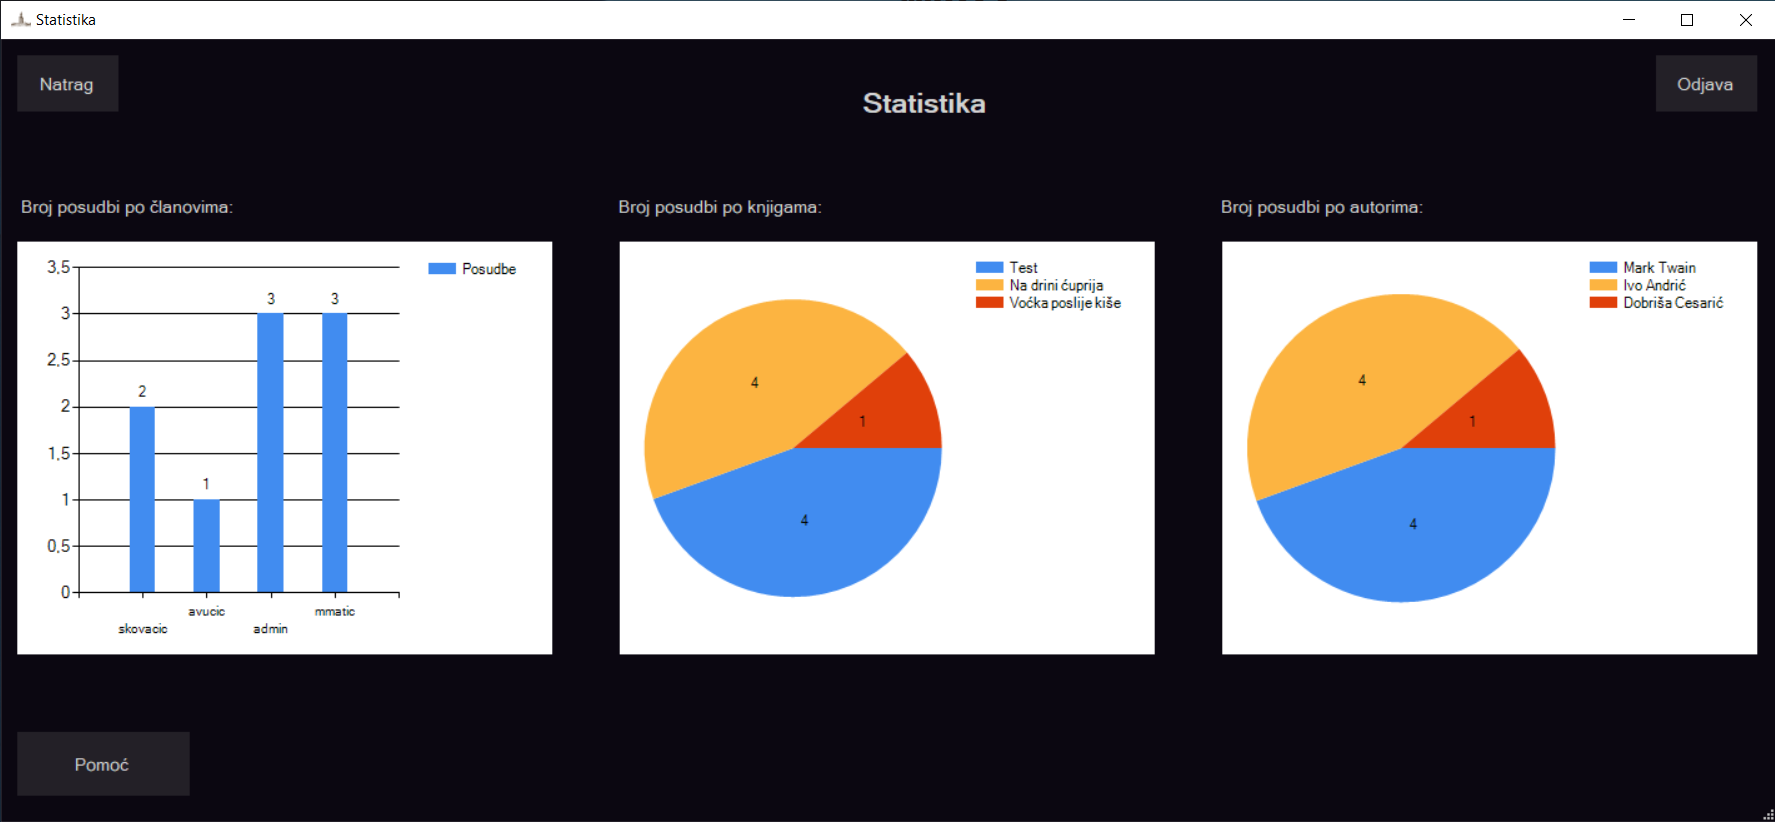 Statistika
Natrag
Odjava
Statistika
Broj posudbi po članovima:
Broj posudbi po knjigama:
Broj posudbi po autorima:
3,5
3
2,5
2
1,5
1
0,5
0
2
1
3
3
skovacic
avucic
admin
mmatic
Posudbe
Test
Na drini ćuprija
Voćka poslije kiše
4
1
4
Mark Twain
Ivo Andrić
Dobriša Cesarić
4
1
4
Pomoć